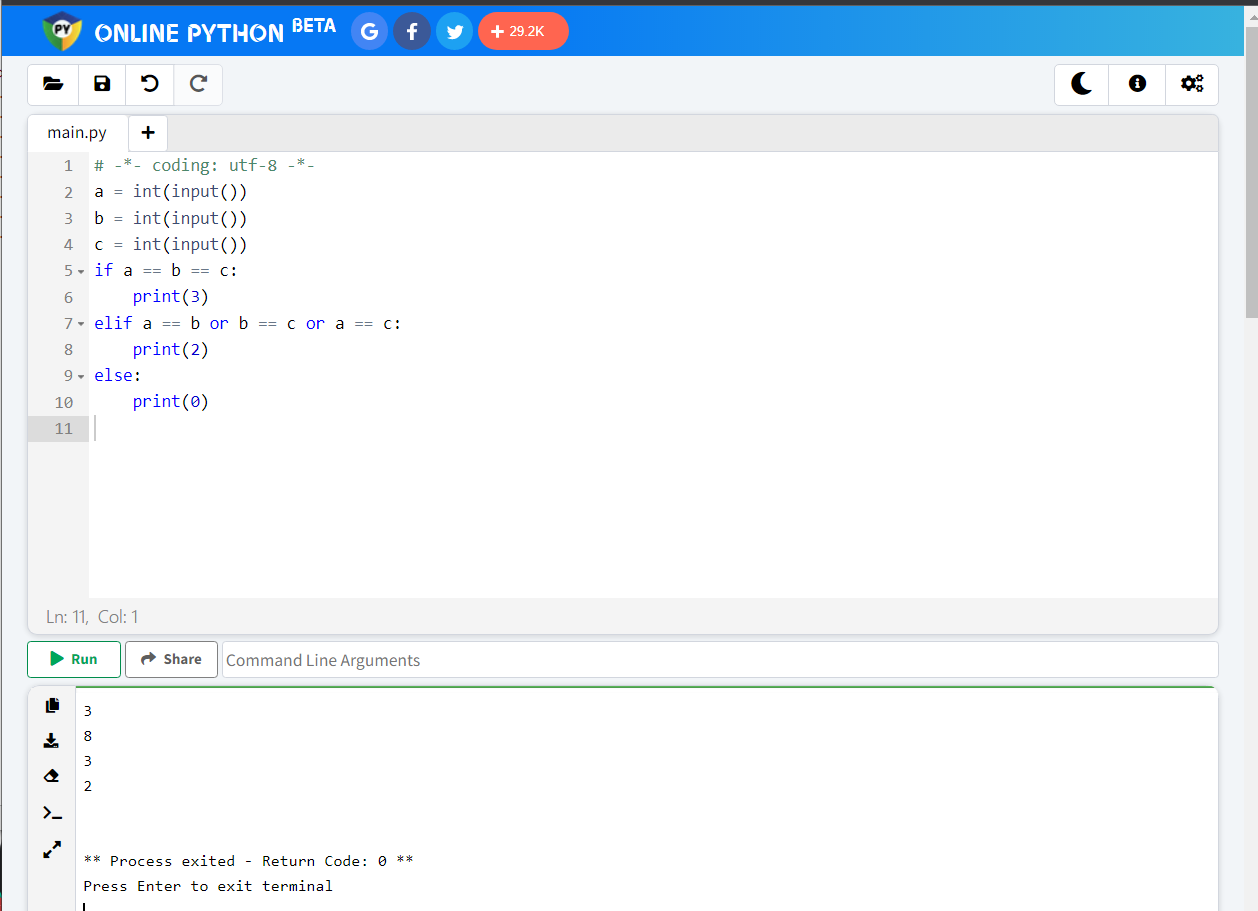 ONLINE PYTHON BETA G f + 29.2K
main.py +
1 # -*- coding: utf-8 -*-
2 a = int(input())
3 b = int(input())
4 c = int(input())
5 if a == b == c:
6     print(3)
7 elif a == b or b == c or a == c:
8     print(2)
9 else:
10     print(0)
11
Ln: 11, Col: 1
Run Share Command Line Arguments
3
8
3
2
** Process exited - Return Code: 0 **
Press Enter to exit terminal